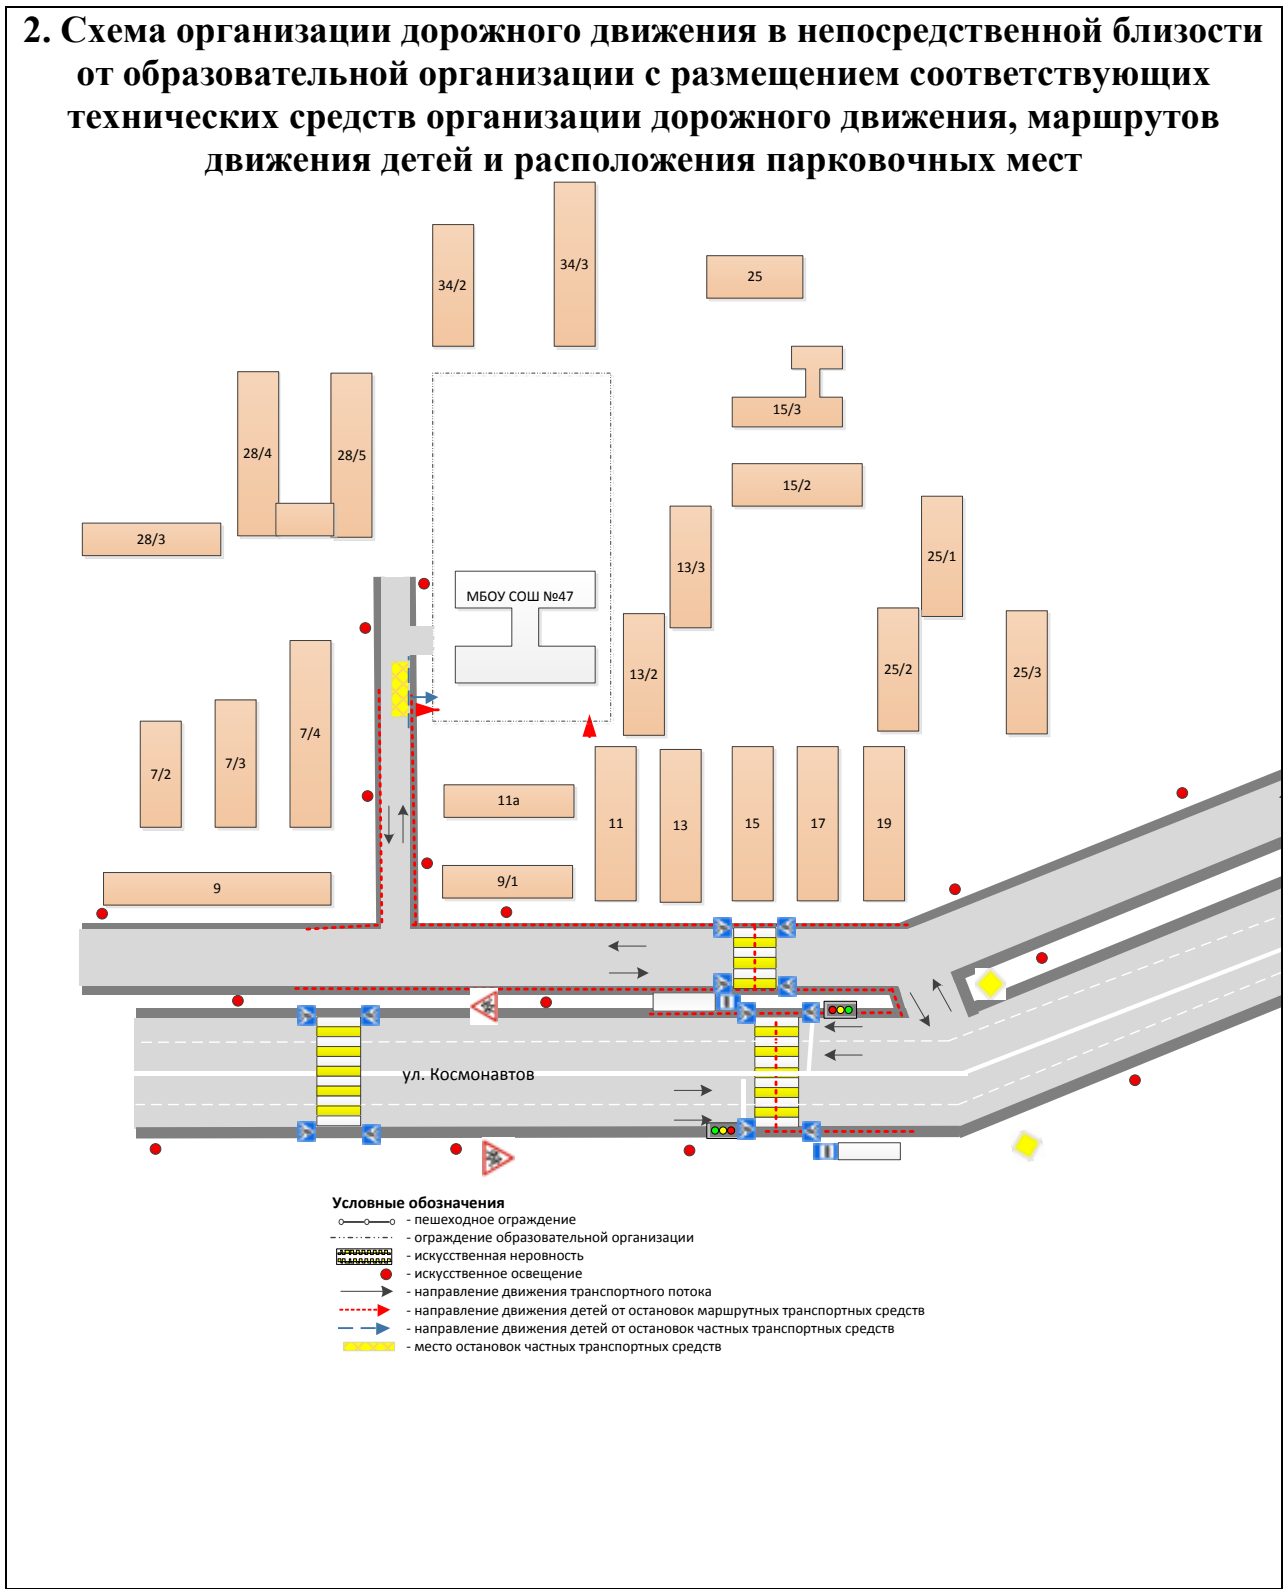 2. Схема организации дорожного движения в непосредственной близости
от образовательной организации с размещением соответствующих
технических средств организации дорожного движения, маршрутов
движения детей и расположения парковочных мест
34/2
34/3
25
15/3
28/4
28/5
15/2
28/3
25/1
13/3
МБОУ СОШ №47
13/2
25/2
25/3
7/4
7/3
7/2
11а
11
13
15
17
19
9
9/1
ул. Космонавтов
Условные обозначения
- пешеходное ограждение
- ограждение образовательной организации
- искусственная неровность
- искусственное освещение
- направление движения транспортного потока
- направление движения детей от остановок маршрутных транспортных средств
- направление движения детей от остановок частных транспортных средств
- место остановок частных транспортных средств